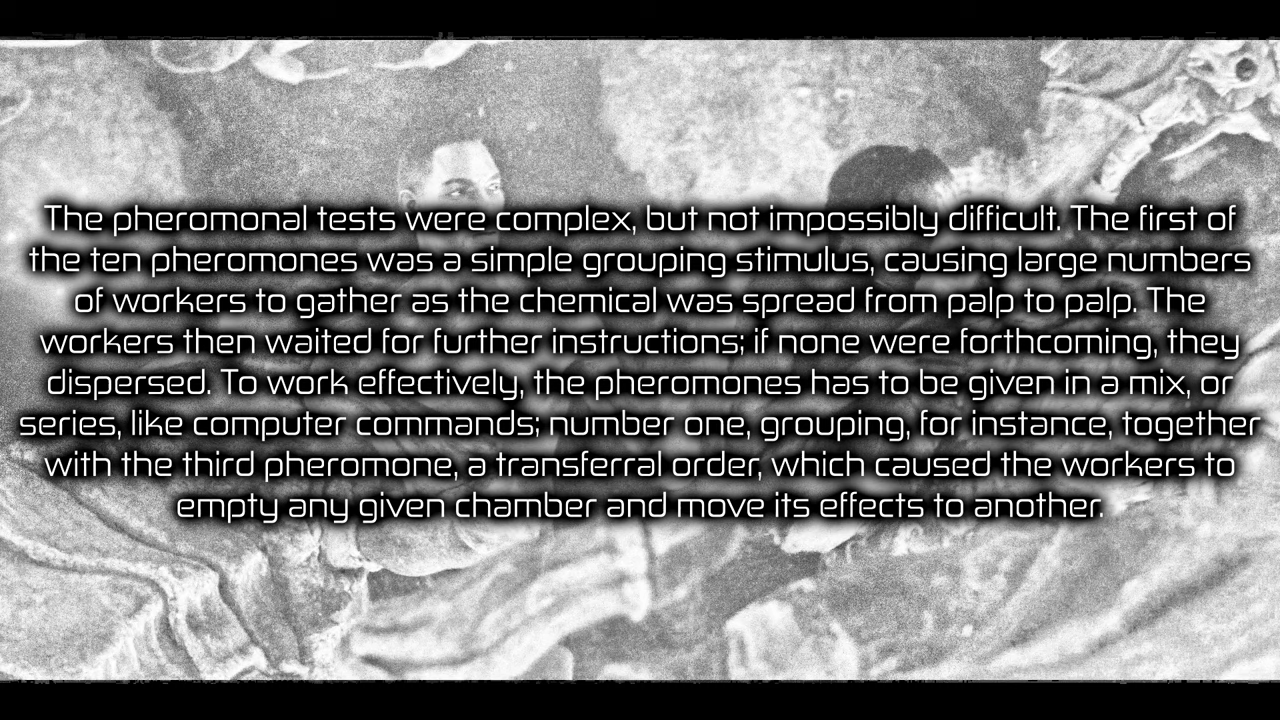 The pheromonal tests were complex, but not impossibly difficult. The first of
the ten pheromones was a simple grouping stimulus, causing large numbers
of workers to gather as the chemical was spread from palp to palp. The
workers then waited for further instructions; if none were forthcoming, they
dispersed. To work effectively, the pheromones has to be given in a mix, or
series, like computer commands; number one, grouping, for instance, together
with the third pheromone, a transferral order, which caused the workers to
empty any given chamber and move its effects to another.